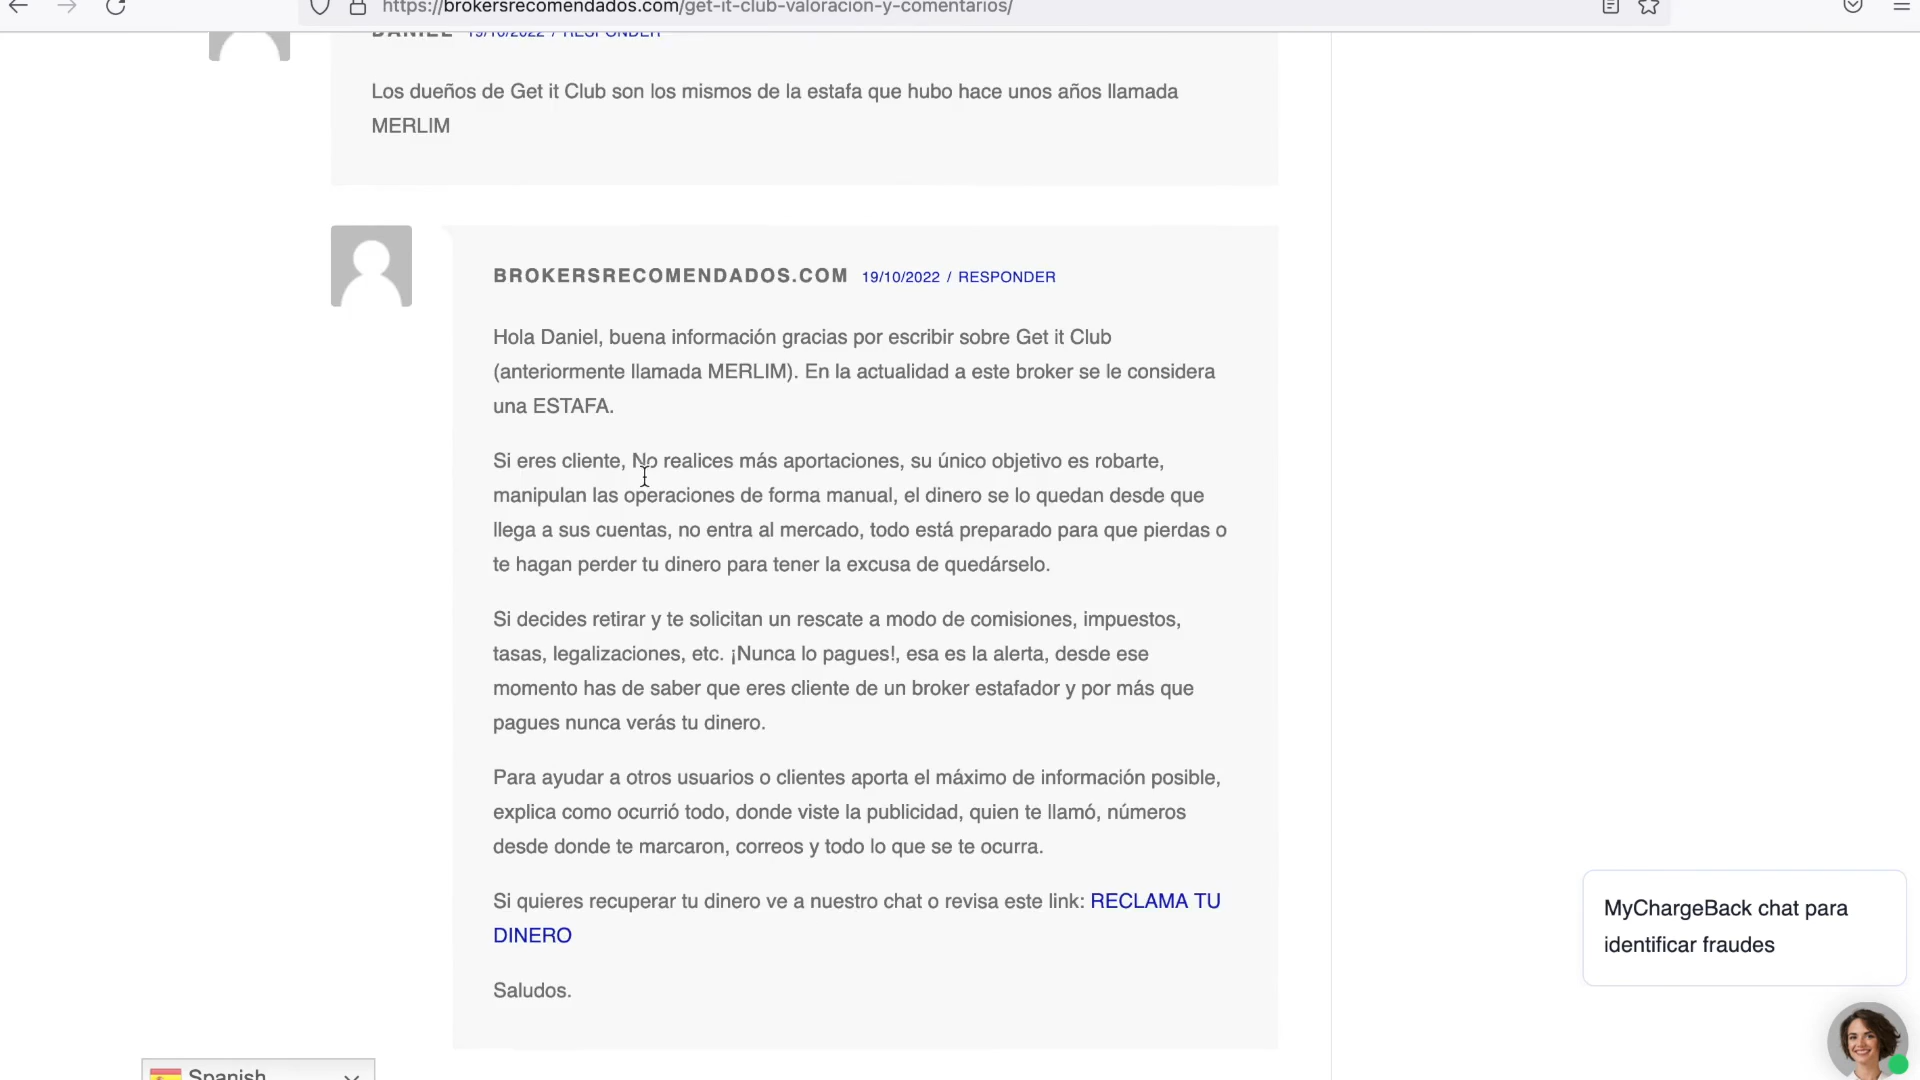 https://brokersrecomendados.com/get-it-club-valoracion-y-comentarios/
DANIEL 19/10/2022 / RESPONDER
Los dueños de Get it Club son los mismos de la estafa que hubo hace unos años llamada
MERLIM
BROKERSRECOMENDADOS.COM 19/10/2022 / RESPONDER
Hola Daniel, buena información gracias por escribir sobre Get it Club
(anteriormente llamada MERLIM). En la actualidad a este broker se le considera
una ESTAFA.
Si eres cliente, No realices más aportaciones, su único objetivo es robarte,
manipulan las operaciones de forma manual, el dinero se lo quedan desde que
llega a sus cuentas, no entra al mercado, todo está preparado para que pierdas o
te hagan perder tu dinero para tener la excusa de quedárselo.
Si decides retirar y te solicitan un rescate a modo de comisiones, impuestos,
tasas, legalizaciones, etc. ¡Nunca lo pagues!, esa es la alerta, desde ese
momento has de saber que eres cliente de un broker estafador y por más que
pagues nunca verás tu dinero.
Para ayudar a otros usuarios o clientes aporta el máximo de información posible,
explica como ocurrió todo, donde viste la publicidad, quien te llamó, números
desde donde te marcaron, correos y todo lo que se te ocurra.
Si quieres recuperar tu dinero ve a nuestro chat o revisa este link: RECLAMA TU
DINERO
Saludos.
MyChargeBack chat para
identificar fraudes
Spanish